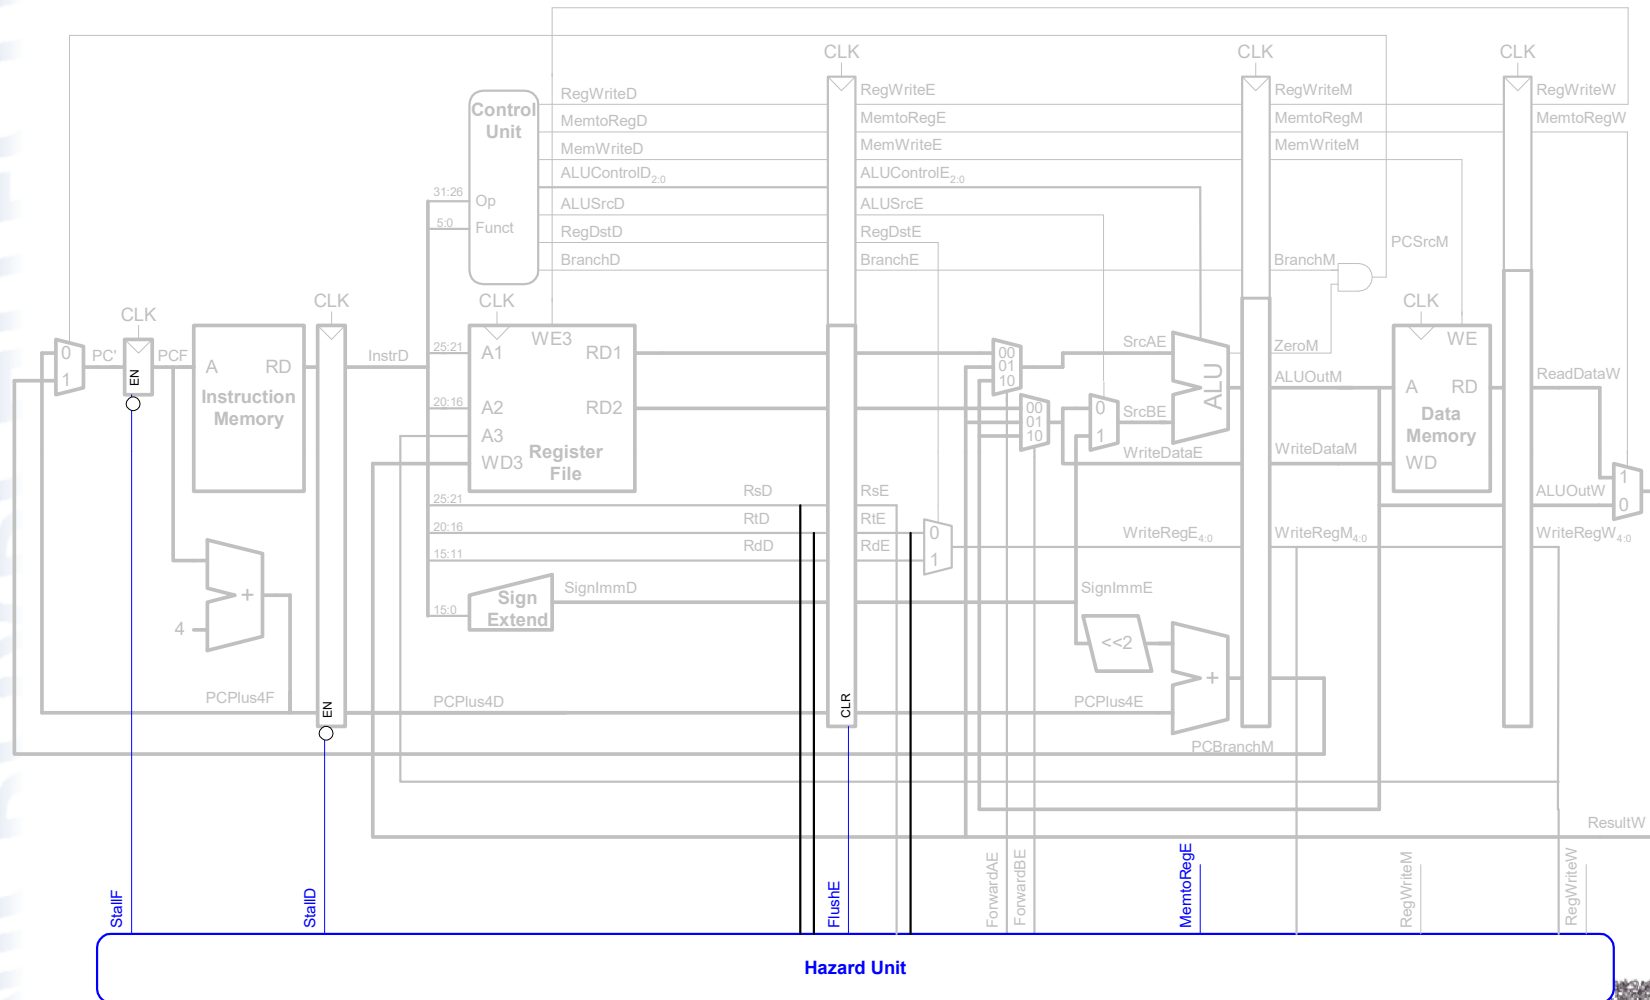 CLK
CLK
CLK
Control
Unit
RegWriteD
MemtoRegD
MemWriteD
ALUControlD2:0
ALUSrcD
RegDstD
BranchD
31:26
Op
5:0
Funct
RegWriteE
MemtoRegE
MemWriteE
ALUControlE2:0
ALUSrcE
RegDstE
BranchE
RegWriteM
MemtoRegM
MemWriteM
BranchM
PCSrcM
RegWriteW
MemtoRegW
CLK
CLK
CLK
CLK
0
1
PC'
EN
PCF
A
RD
Instruction
Memory
InstrD
25:21
A1
WE3
RD1
20:16
A2
RD2
A3
WD3
Register
File
00
01
10
00
01
10
0
1
SrcAE
SrcBE
ALU
WriteDataE
ZeroM
ALUOutM
WriteDataM
WE
A
RD
Data
Memory
WD
ReadDataW
ALUOutW
1
0
25:21
RsD
RsE
20:16
RtD
RtE
15:11
RdD
RdE
0
1
WriteRegE4:0
WriteRegM4:0
WriteRegW4:0
+
4
15:0
Sign
Extend
SignImmD
SignImmE
<<2
+
PCPlus4F
EN
PCPlus4D
CLR
PCPlus4E
PCBranchM
ResultW
StallF
StallD
FlushE
ForwardAE
ForwardBE
MemtoRegE
RegWriteM
RegWriteW
Hazard Unit